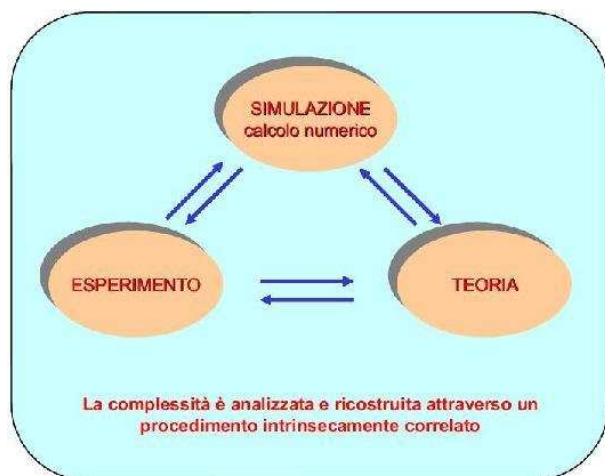 SIMULAZIONE
calcolo numerico
ESPERIMENTO
TEORIA
La complessità è analizzata e ricostruita attraverso un
procedimento intrinsecamente correlato